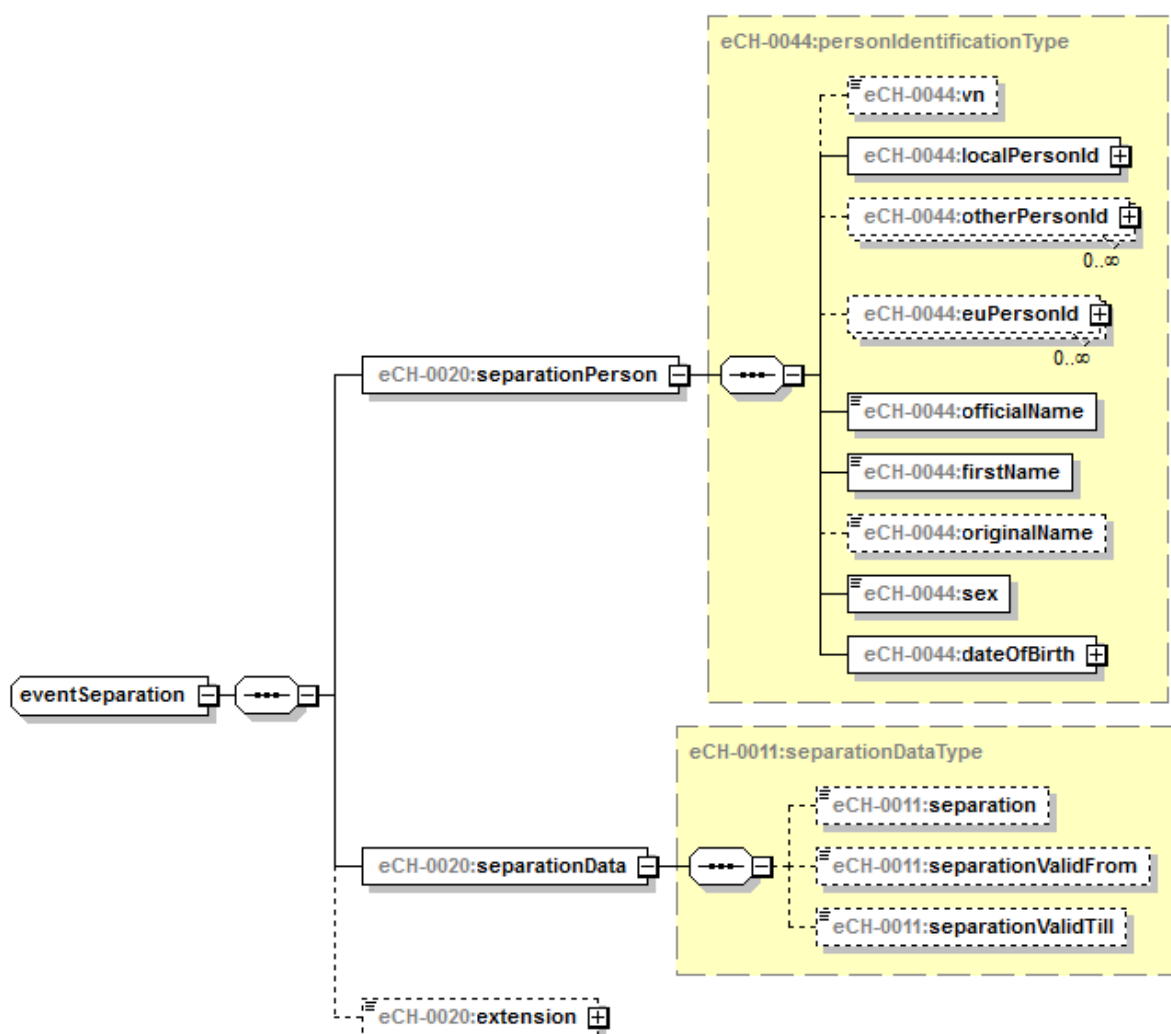 eCH-0044:personIdentificationType
eCH-0044:vn
eCH-0044:localPersonId
eCH-0044:otherPersonId
0..∞
eCH-0044:euPersonId
0..∞
eCH-0020:separationPerson
eCH-0044:officialName
eCH-0044:firstName
eCH-0044:originalName
eCH-0044:sex
eCH-0044:dateOfBirth
eventSeparation
eCH-0011:separationDataType
eCH-0011:separation
eCH-0020:separationData
eCH-0011:separationValidFrom
eCH-0011:separationValidTill
eCH-0020:extension